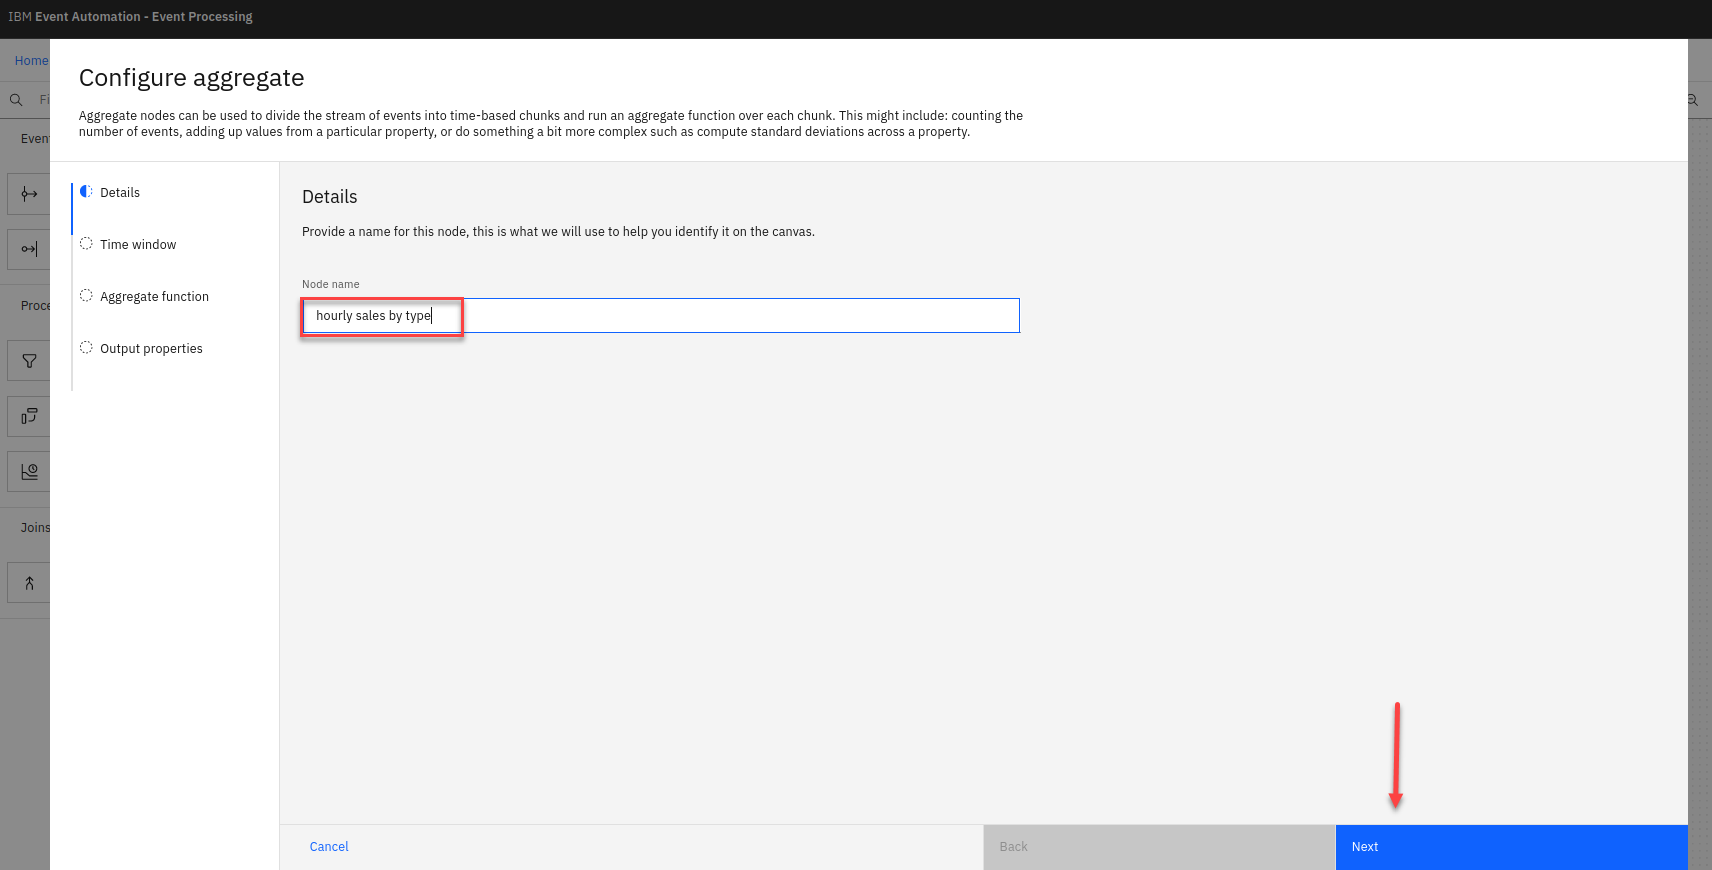 IBM Event Automation - Event Processing
Home
Configure aggregate
Fi
Aggregate nodes can be used to divide the stream of events into time-based chunks and run an aggregate function over each chunk. This might include: counting the
number of events, adding up values from a particular property, or do something a bit more complex such as compute standard deviations across a property.
Even
Details
Time window
Aggregate function
Output properties
Proce
Joins
Details
Provide a name for this node, this is what we will use to help you identify it on the canvas.
Node name
hourly sales by type
Cancel
Back
Next